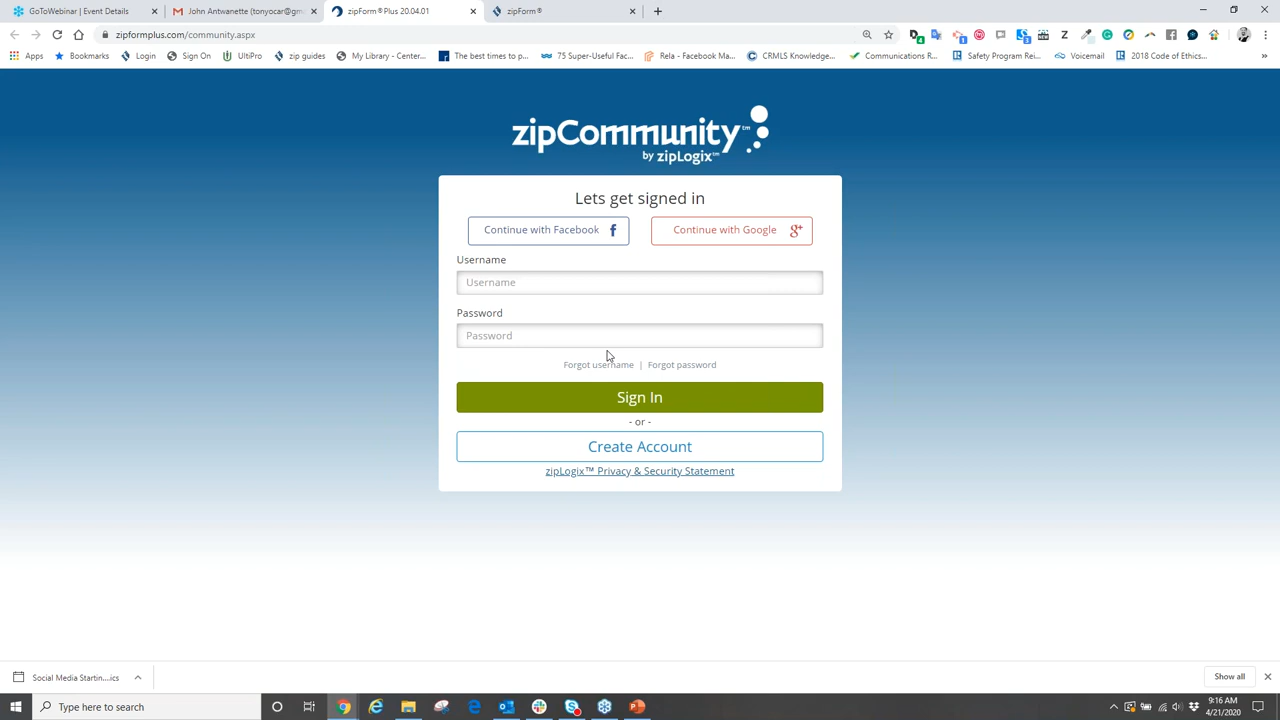 GoToWebinar | Event Details
John Antwanette (tonyocar@gm
zipForm®Plus 20.04.01
zipForm®
zipformplus.com/community.aspx
Apps
Bookmarks
Login
Sign On
UltiPro
zip guides
My Library - Center...
The best times to p...
75 Super-Useful Fac...
Rela - Facebook Ma...
CRMLS Knowledge...
Communications R...
Safety Program Rei...
Voicemail
2018 Code of Ethics...
»
zipCommunity™
by zipLogix™
Lets get signed in
Continue with Facebook f
Continue with Google g+
Username
Username
Password
Password
Forgot username | Forgot password
Sign In
- or -
Create Account
zipLogix™ Privacy & Security Statement
Social Media Startin....ics
Show all
Type here to search
9:16 AM
4/21/2020